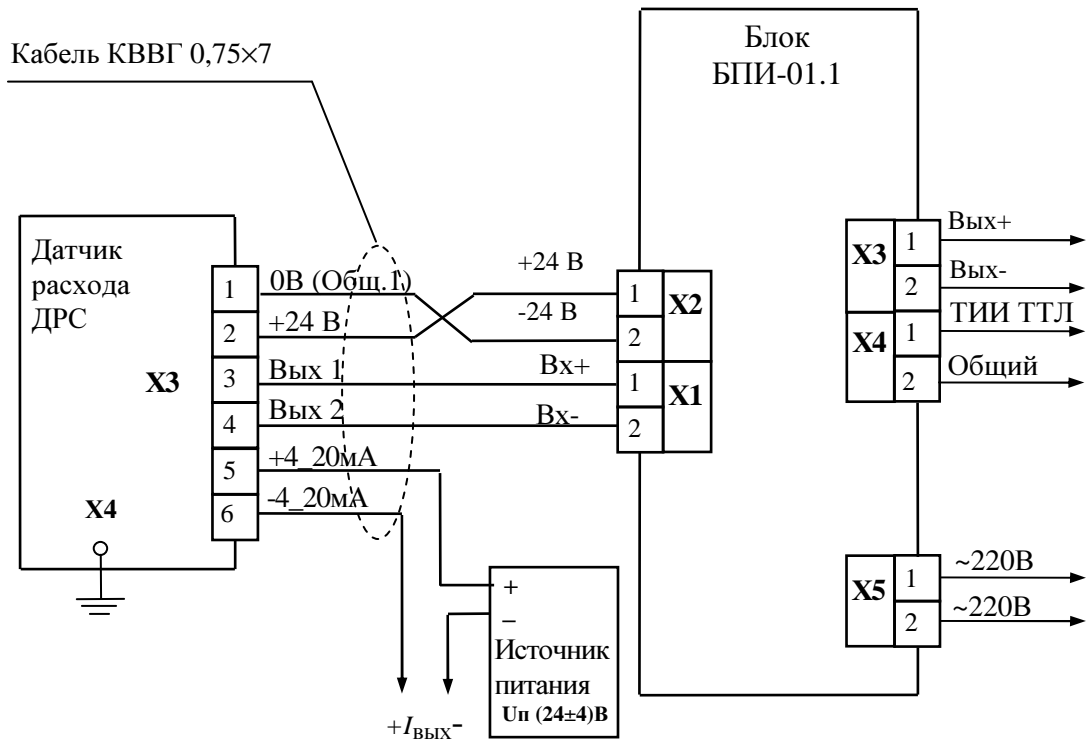 Кабель КВВГ 0,75×7
Блок
БПИ-01.1
Датчик
расхода
ДРС
X3
X4
1
2
3
4
5
6
0В (Общ.1)
+24 В
Вых 1
Вых 2
+4_20мА
-4_20мА
+24 В
-24 В
Вх+
Вх-
1
2
X2
1
2
X1
X3
1
2
Вых+
Вых-
X4
1
2
ТИИ ТТЛ
Общий
X5
1
2
~220В
~220В
+
–
Источник
питания
Uп (24±4)В
+Iвых-